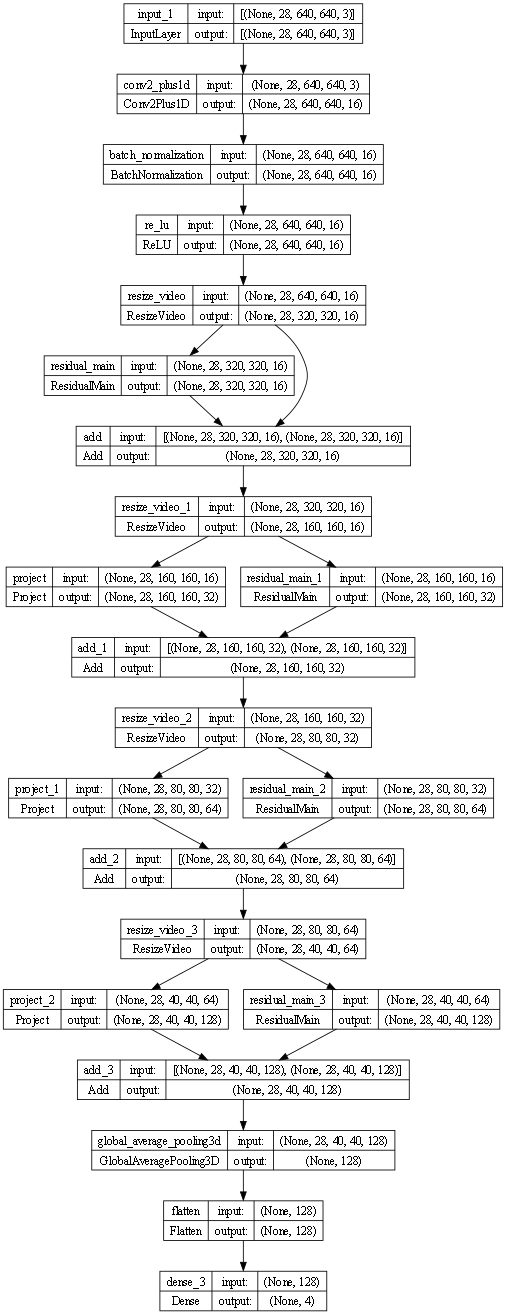 input_1 input: [(None, 28, 640, 640, 3)]
InputLayer output: [(None, 28, 640, 640, 3)]
conv2_plus1d input: (None, 28, 640, 640, 3)
Conv2Plus1D output: (None, 28, 640, 640, 16)
batch_normalization input: (None, 28, 640, 640, 16)
BatchNormalization output: (None, 28, 640, 640, 16)
re_lu input: (None, 28, 640, 640, 16)
ReLU output: (None, 28, 640, 640, 16)
resize_video input: (None, 28, 640, 640, 16)
ResizeVideo output: (None, 28, 320, 320, 16)
residual_main input: (None, 28, 320, 320, 16)
ResidualMain output: (None, 28, 320, 320, 16)
add input: [(None, 28, 320, 320, 16), (None, 28, 320, 320, 16)]
Add output: (None, 28, 320, 320, 16)
resize_video_1 input: (None, 28, 320, 320, 16)
ResizeVideo output: (None, 28, 160, 160, 16)
project input: (None, 28, 160, 160, 16)
Project output: (None, 28, 160, 160, 32)
residual_main_1 input: (None, 28, 160, 160, 16)
ResidualMain output: (None, 28, 160, 160, 32)
add_1 input: [(None, 28, 160, 160, 32), (None, 28, 160, 160, 32)]
Add output: (None, 28, 160, 160, 32)
resize_video_2 input: (None, 28, 160, 160, 32)
ResizeVideo output: (None, 28, 80, 80, 32)
project_1 input: (None, 28, 80, 80, 32)
Project output: (None, 28, 80, 80, 64)
residual_main_2 input: (None, 28, 80, 80, 32)
ResidualMain output: (None, 28, 80, 80, 64)
add_2 input: [(None, 28, 80, 80, 64), (None, 28, 80, 80, 64)]
Add output: (None, 28, 80, 80, 64)
resize_video_3 input: (None, 28, 80, 80, 64)
ResizeVideo output: (None, 28, 40, 40, 64)
project_2 input: (None, 28, 40, 40, 64)
Project output: (None, 28, 40, 40, 128)
residual_main_3 input: (None, 28, 40, 40, 64)
ResidualMain output: (None, 28, 40, 40, 128)
add_3 input: [(None, 28, 40, 40, 128), (None, 28, 40, 40, 128)]
Add output: (None, 28, 40, 40, 128)
global_average_pooling3d input: (None, 28, 40, 40, 128)
GlobalAveragePooling3D output: (None, 128)
flatten input: (None, 128)
Flatten output: (None, 128)
dense_3 input: (None, 128)
Dense output: (None, 4)